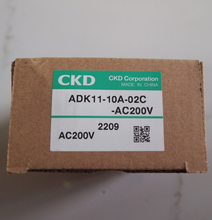 CKD
CKD Corporation
MADE IN CHINA
ADK11-10A-02C
-AC200V
2209
AC200V